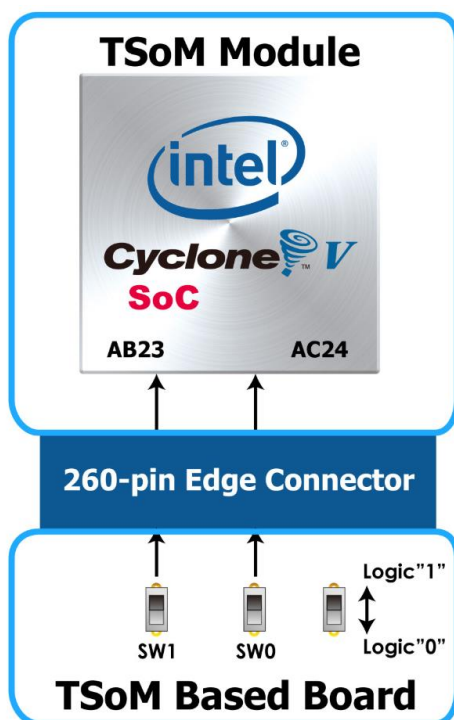 TSoM Module
intel®
Cyclone™ V
SoC
AB23 AC24
260-pin Edge Connector
Logic"1"
SW1 SW0
Logic"0"
TSoM Based Board